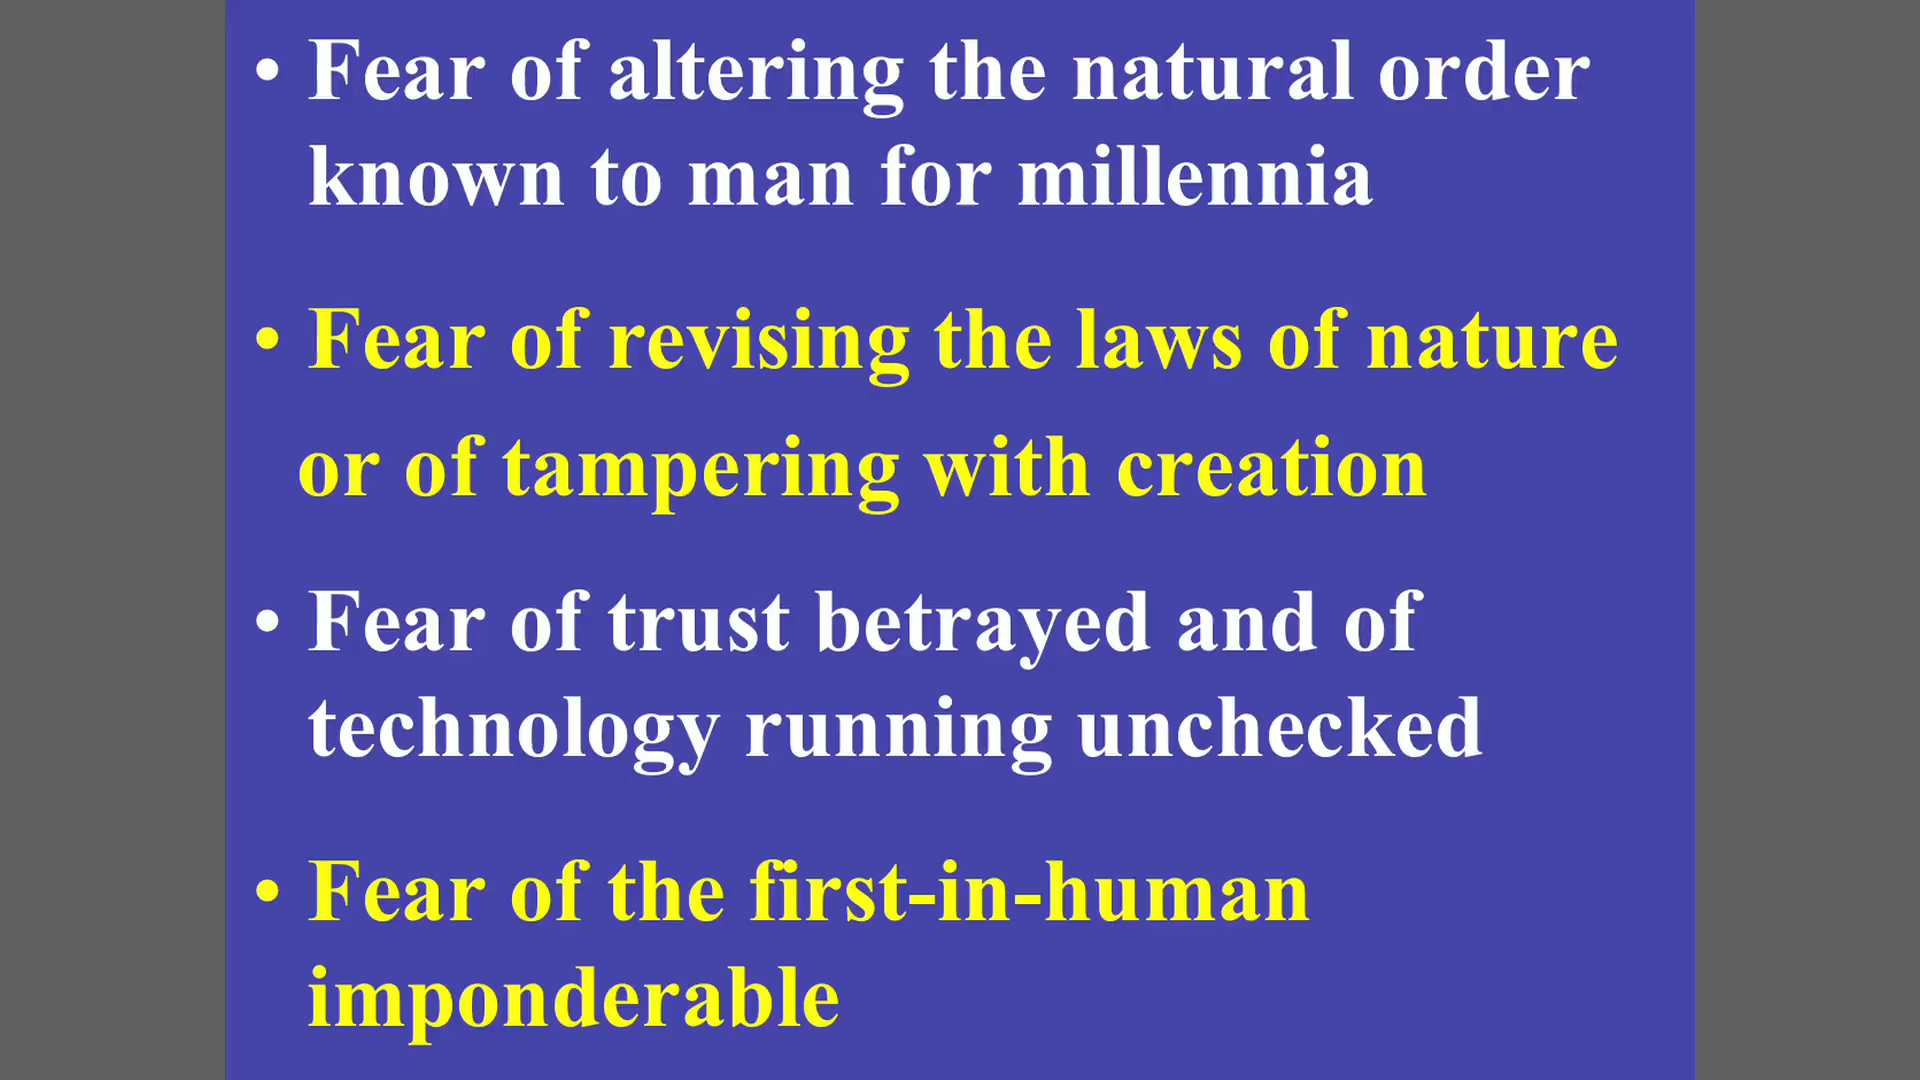 • Fear of altering the natural order
known to man for millennia
• Fear of revising the laws of nature
or of tampering with creation
• Fear of trust betrayed and of
technology running unchecked
• Fear of the first-in-human
imponderable